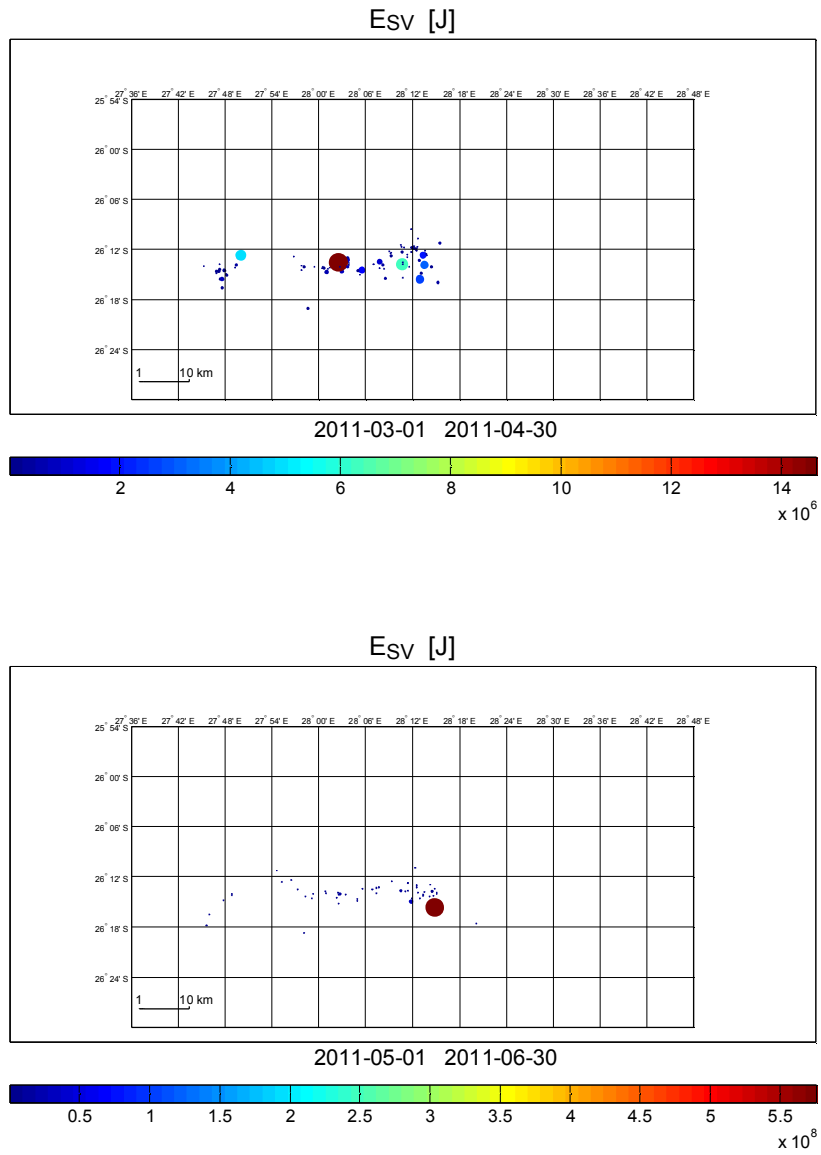 E_SV [J]
27° 36' E 27° 42' E 27° 48' E 27° 54' E 28° 00' E 28° 06' E 28° 12' E 28° 18' E 28° 24' E 28° 30' E 28° 36' E 28° 42' E 28° 48' E
25° 54' S
26° 00' S
26° 06' S
26° 12' S
26° 18' S
26° 24' S
1 10 km
2011-03-01 2011-04-30
2 4 6 8 10 12 14
x 10^6
E_SV [J]
27° 36' E 27° 42' E 27° 48' E 27° 54' E 28° 00' E 28° 06' E 28° 12' E 28° 18' E 28° 24' E 28° 30' E 28° 36' E 28° 42' E 28° 48' E
25° 54' S
26° 00' S
26° 06' S
26° 12' S
26° 18' S
26° 24' S
1 10 km
2011-05-01 2011-06-30
0.5 1 1.5 2 2.5 3 3.5 4 4.5 5 5.5
x 10^8